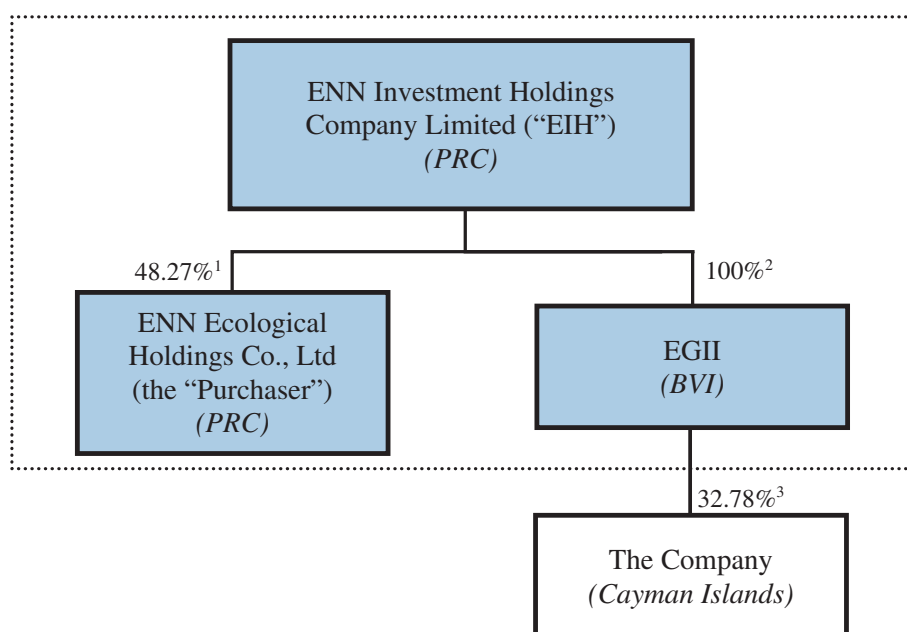 ENN Investment Holdings
Company Limited (“EIH”)
(PRC)
48.27%¹
100%²
ENN Ecological
Holdings Co., Ltd
(the “Purchaser”)
(PRC)
EGII
(BVI)
32.78%³
The Company
(Cayman Islands)